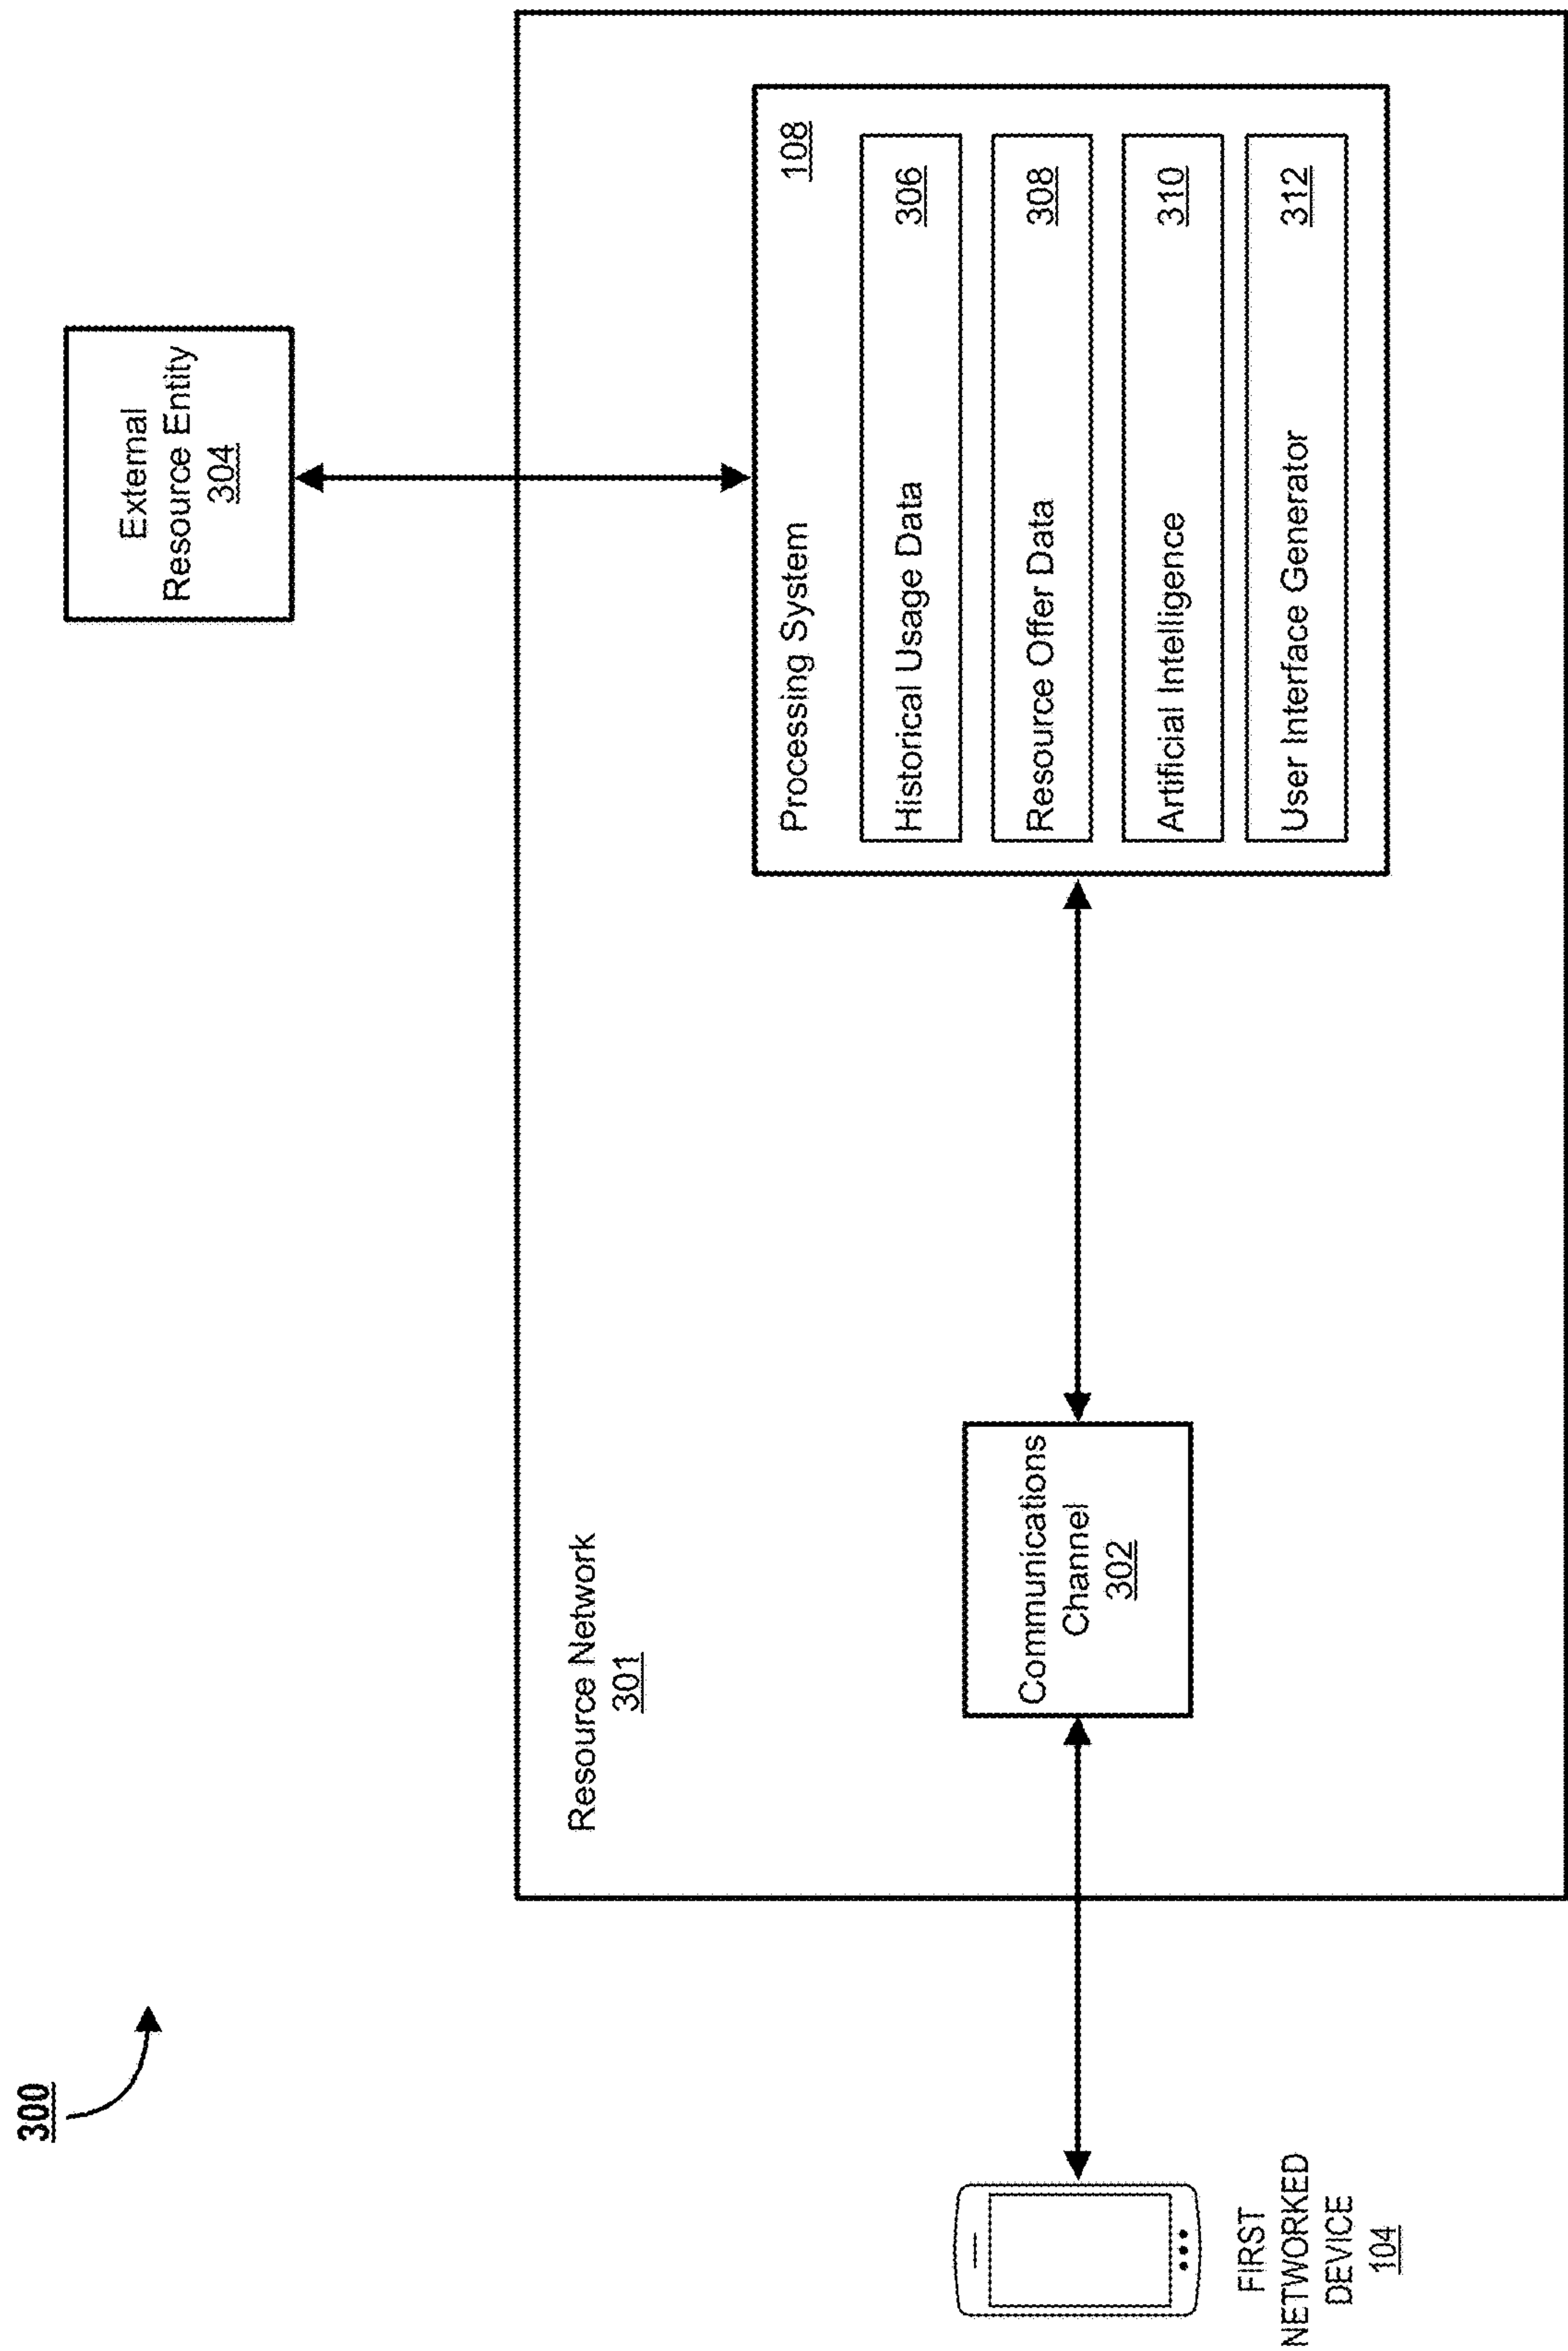 300
External
Resource Entity
304
Resource Network
301
Processing System 108
Historical Usage Data 306
Resource Offer Data 308
Artificial Intelligence 310
User Interface Generator 312
Communications
Channel
302
FIRST
NETWORKED
DEVICE
104